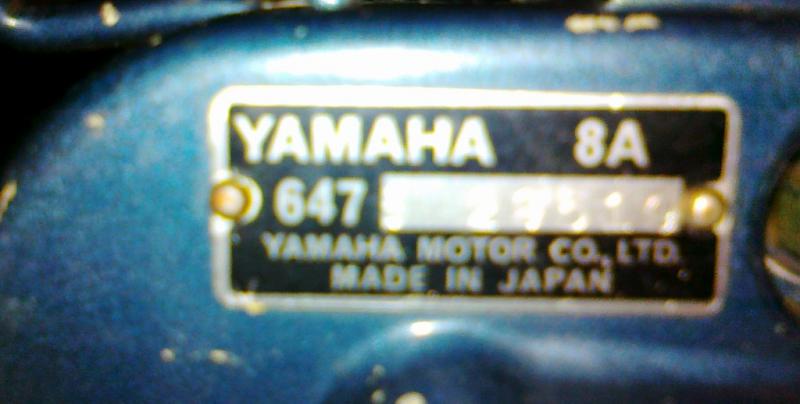 YAMAHA 8A
647
YAMAHA MOTOR CO., LTD.
MADE IN JAPAN